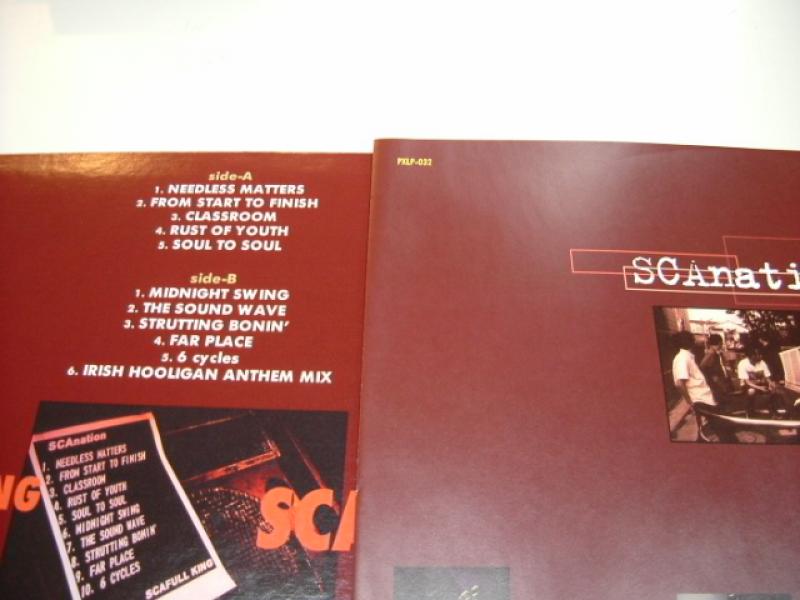 side-A
1. NEEDLESS MATTERS
2. FROM START TO FINISH
3. CLASSROOM
4. RUST OF YOUTH
5. SOUL TO SOUL
side-B
1. MIDNIGHT SWING
2. THE SOUND WAVE
3. STRUTTING BONIN'
4. FAR PLACE
5. 6 cycles
6. IRISH HOOLIGAN ANTHEM MIX
SCAnation
1. NEEDLESS MATTERS
2. FROM START TO FINISH
3. CLASSROOM
4. RUST OF YOUTH
5. SOUL TO SOUL
6. MIDNIGHT SWING
7. THE SOUND WAVE
8. STRUTTING BONIN'
9. FAR PLACE
10. 6 CYCLES
SCAFULL KING
NG
SCA
PXLP-032
SCAnati